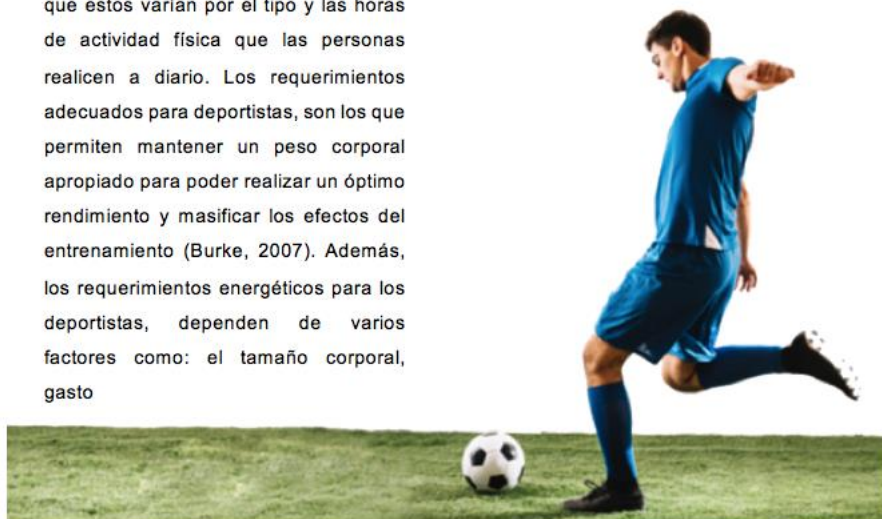 que estos varían por el tipo y las horas
de actividad física que las personas
realicen a diario. Los requerimientos
adecuados para deportistas, son los que
permiten mantener un peso corporal
apropiado para poder realizar un óptimo
rendimiento y masificar los efectos del
entrenamiento (Burke, 2007). Además,
los requerimientos energéticos para los
deportistas, dependen de varios
factores como: el tamaño corporal,
gasto